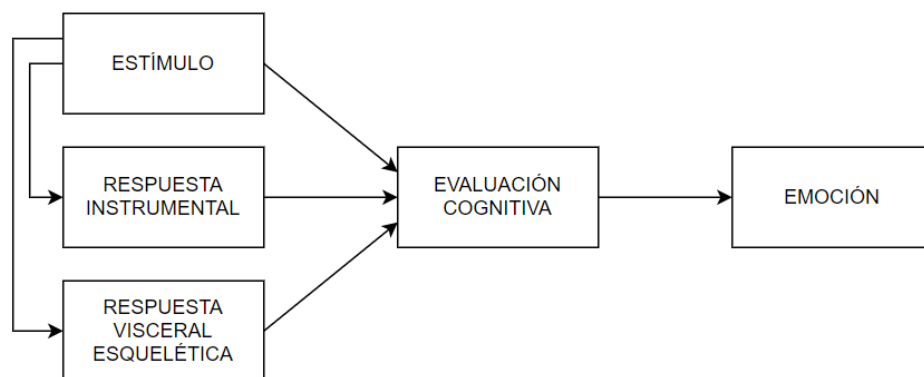 ESTÍMULO
RESPUESTA
INSTRUMENTAL
EVALUACIÓN
COGNITIVA
EMOCIÓN
RESPUESTA
VISCERAL
ESQUELÉTICA